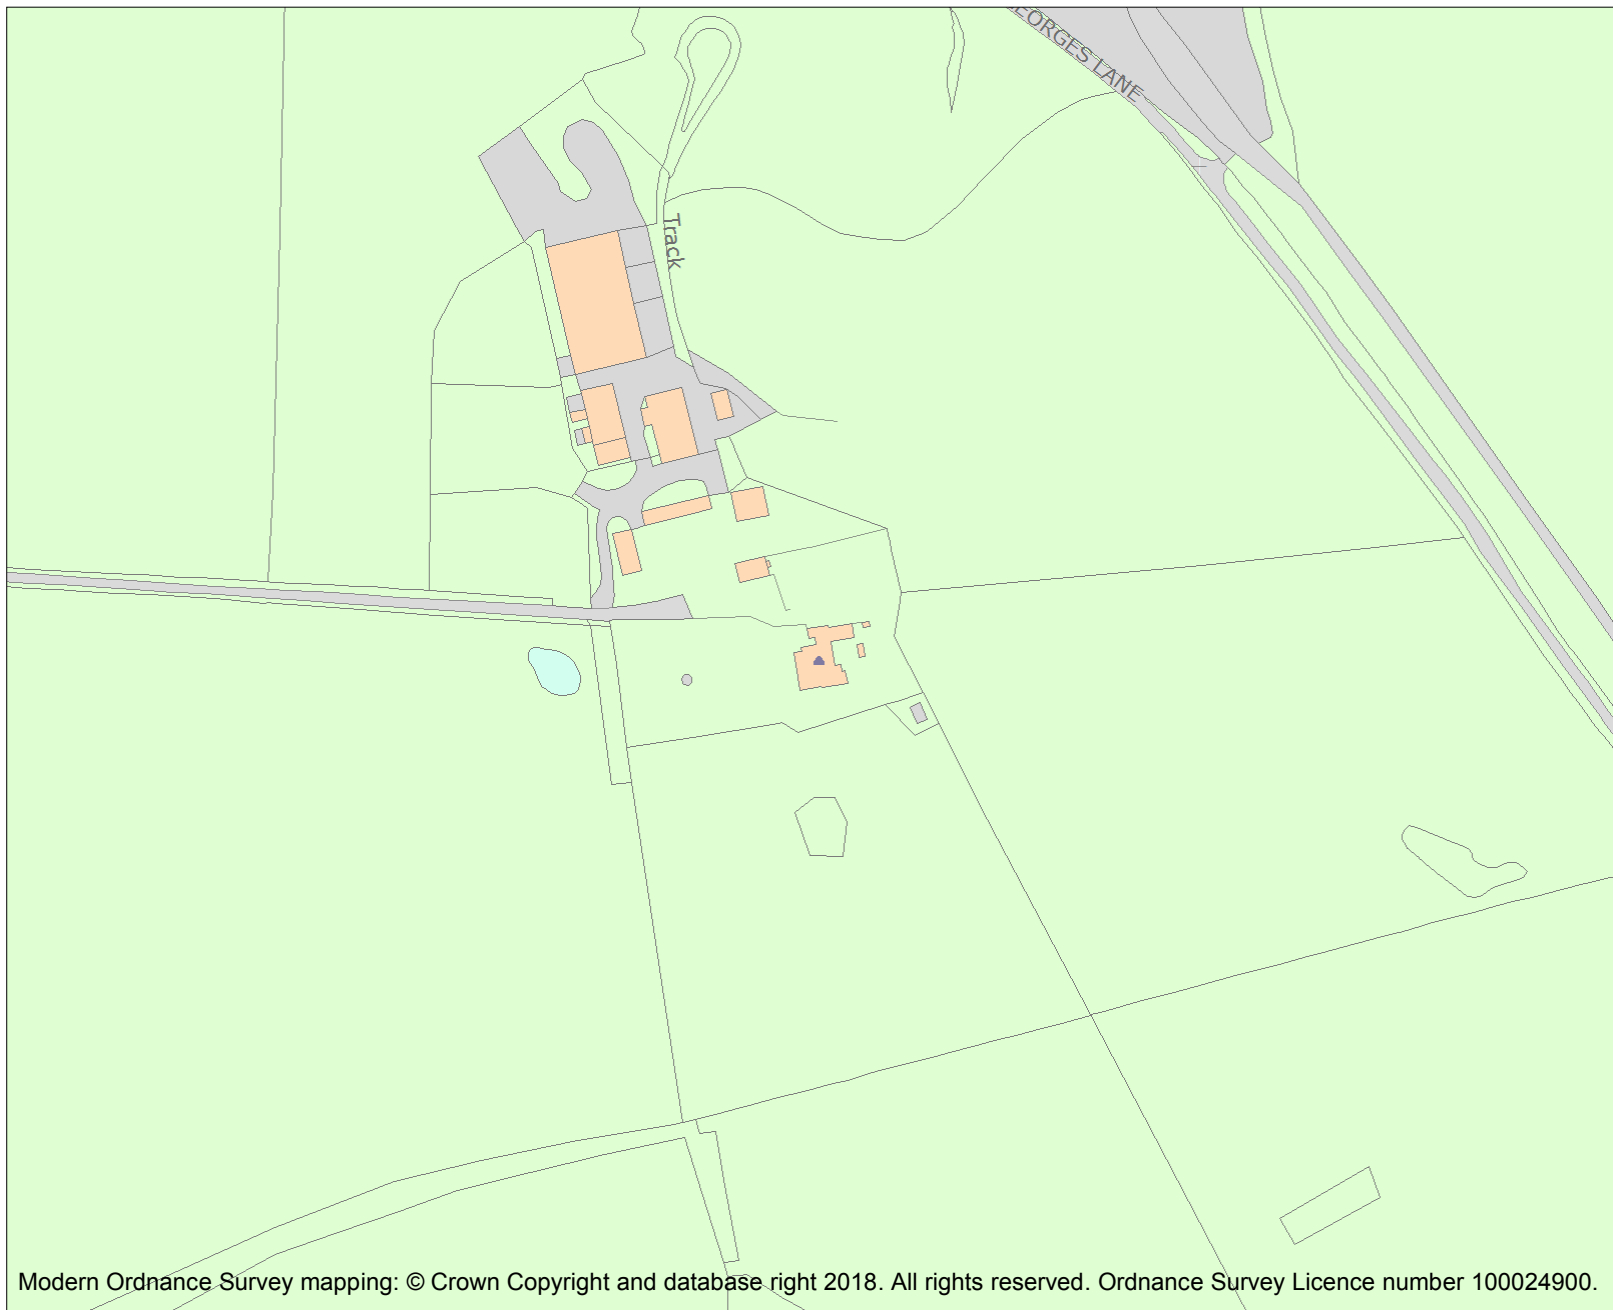 EORGES LANE
Track
Modern Ordnance Survey mapping: © Crown Copyright and database right 2018. All rights reserved. Ordnance Survey Licence number 100024900.